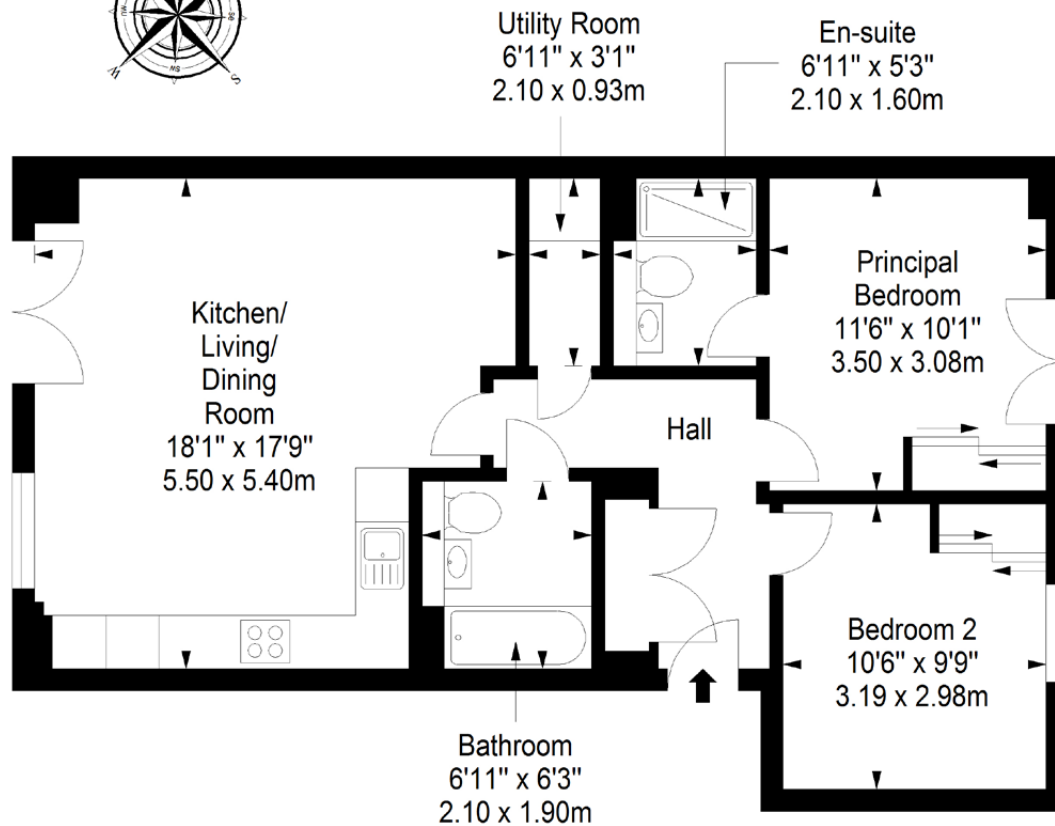 SE
SW
W
S
Utility Room
6'11" x 3'1"
2.10 x 0.93m
En-suite
6'11" x 5'3"
2.10 x 1.60m
Kitchen/
Living/
Dining
Room
18'1" x 17'9"
5.50 x 5.40m
Principal
Bedroom
11'6" x 10'1"
3.50 x 3.08m
Hall
Bedroom 2
10'6" x 9'9"
3.19 x 2.98m
Bathroom
6'11" x 6'3"
2.10 x 1.90m